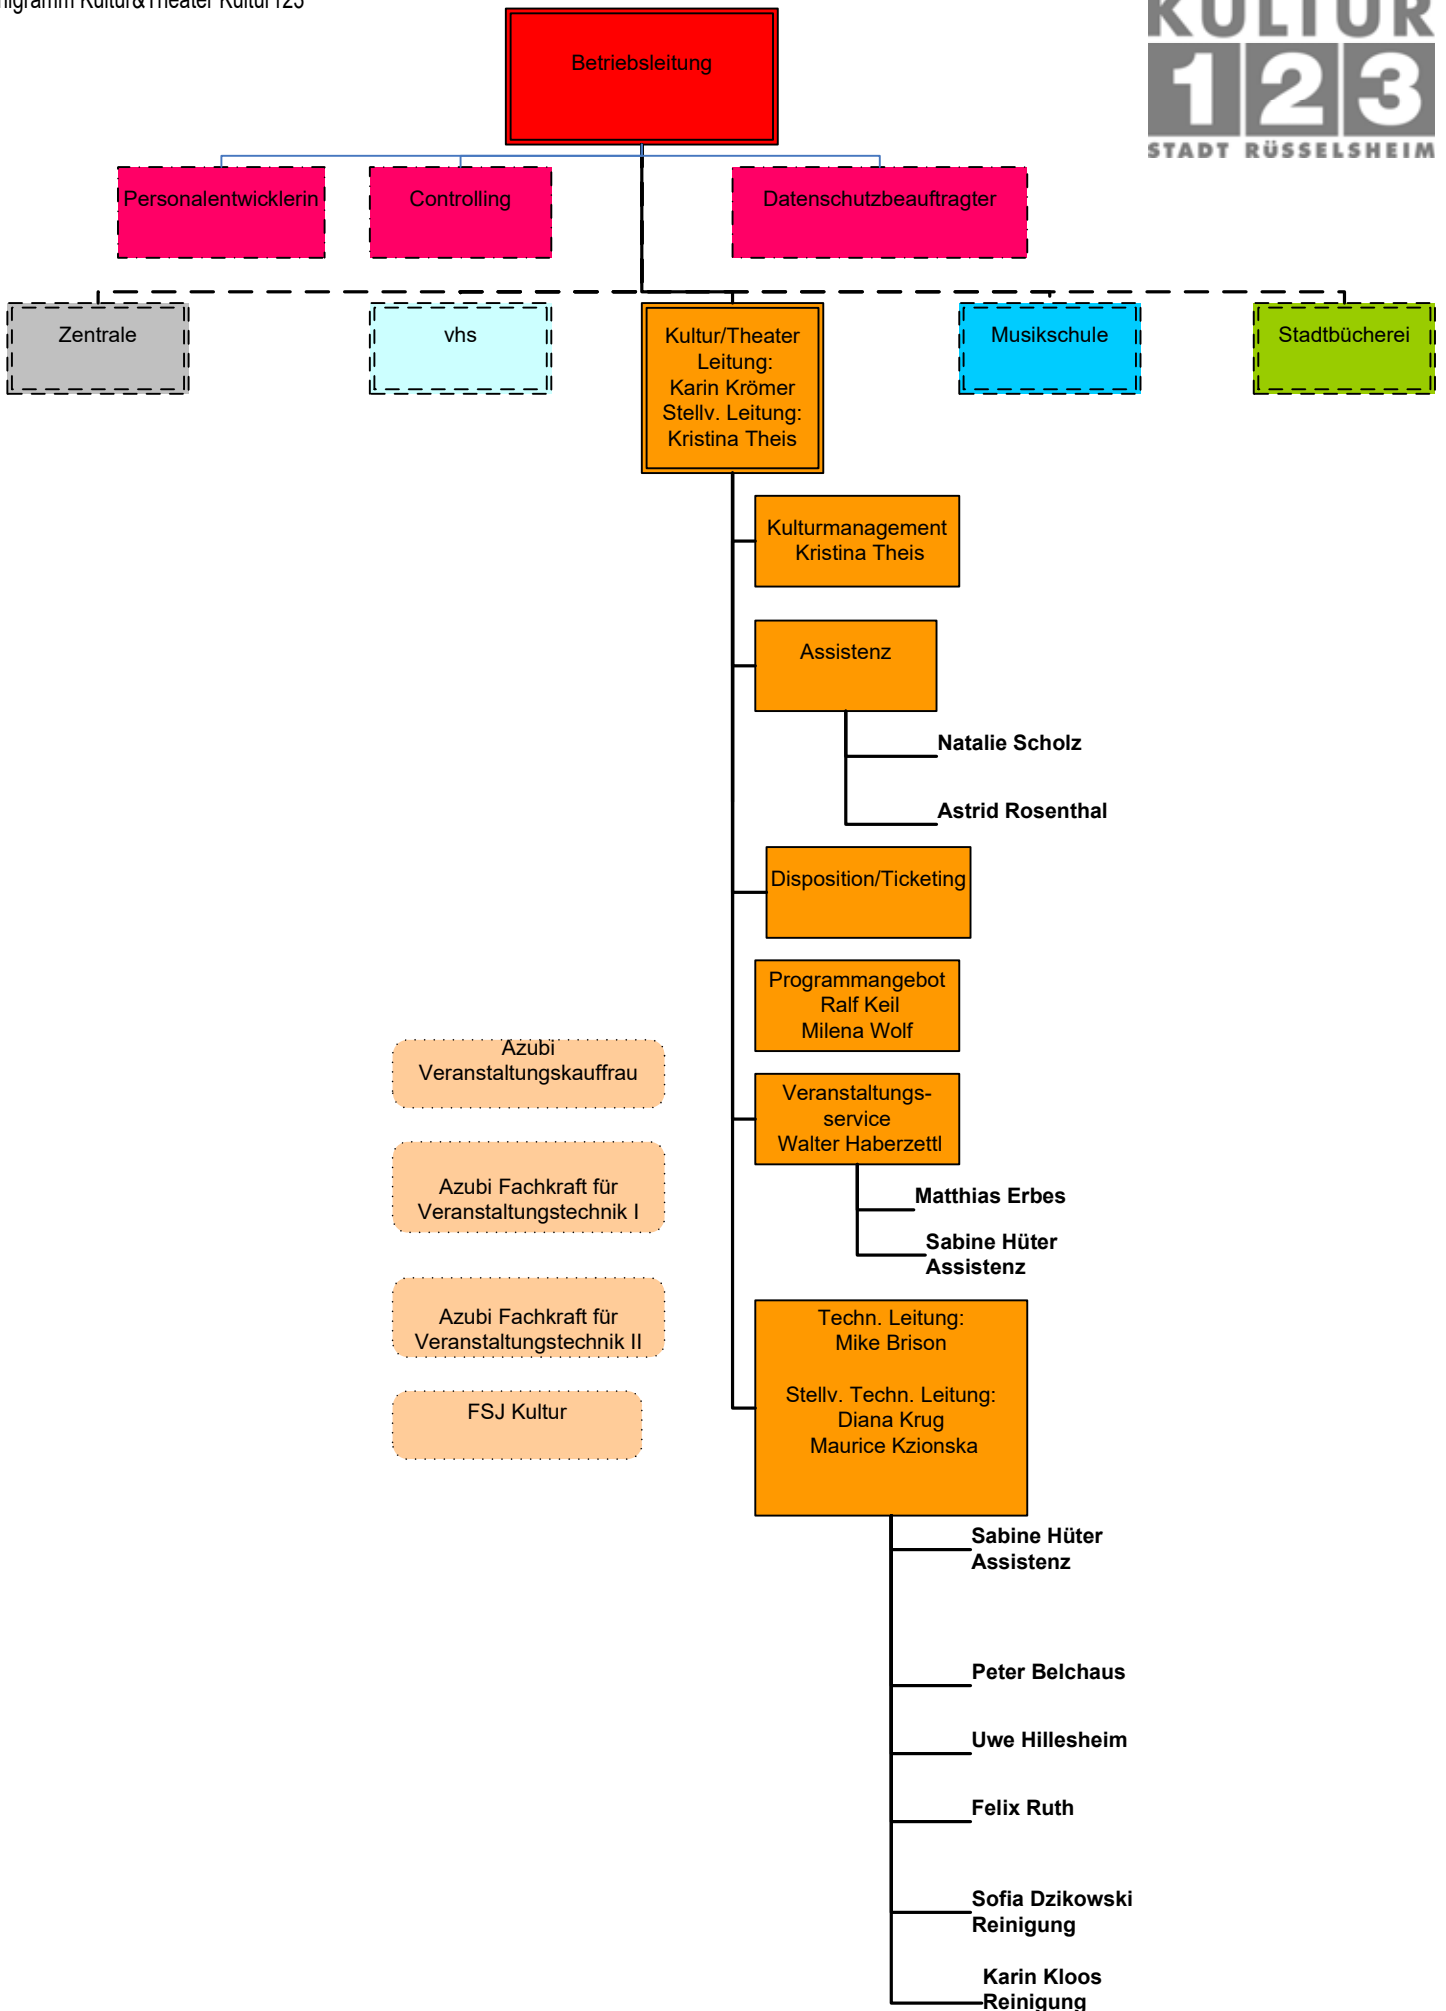 Kultur&Theater Kultur123
KULTUR
123
STADT RÜSSELSHEIM
Betriebsleitung
Personalentwicklerin
Controlling
Datenschutzbeauftragter
Zentrale
vhs
Kultur/Theater
Leitung:
Karin Krömer
Stellv. Leitung:
Kristina Theis
Musikschule
Stadtbücherei
Kulturmanagement
Kristina Theis
Assistenz
Natalie Scholz
Astrid Rosenthal
Disposition/Ticketing
Programmangebot
Ralf Keil
Milena Wolf
Azubi
Veranstaltungskauffrau
Veranstaltungs-
service
Walter Haberzettl
Azubi Fachkraft für
Veranstaltungstechnik I
Matthias Erbes
Sabine Hüter
Assistenz
Azubi Fachkraft für
Veranstaltungstechnik II
Techn. Leitung:
Mike Brison
Stellv. Techn. Leitung:
Diana Krug
Maurice Kzionska
FSJ Kultur
Sabine Hüter
Assistenz
Peter Belchaus
Uwe Hillesheim
Felix Ruth
Sofia Dzikowski
Reinigung
Karin Kloos
Reinigung